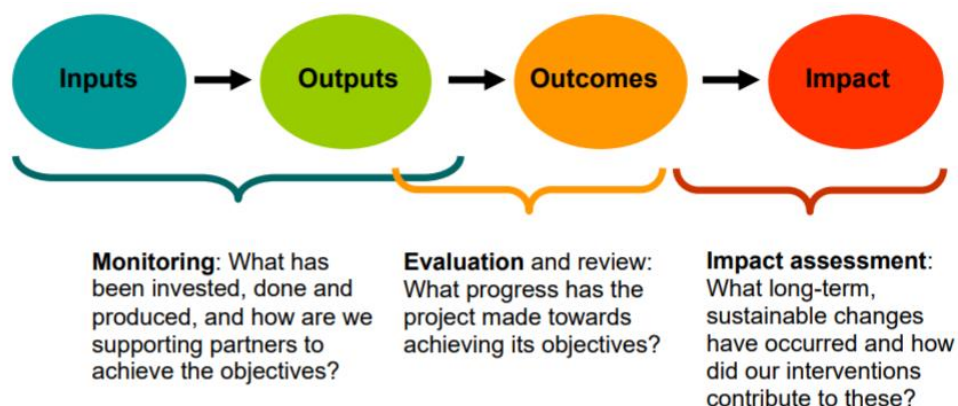 Inputs
Outputs
Outcomes
Impact
Monitoring: What has
been invested, done and
produced, and how are we
supporting partners to
achieve the objectives?
Evaluation and review:
What progress has the
project made towards
achieving its objectives?
Impact assessment:
What long-term,
sustainable changes
have occurred and how
did our interventions
contribute to these?